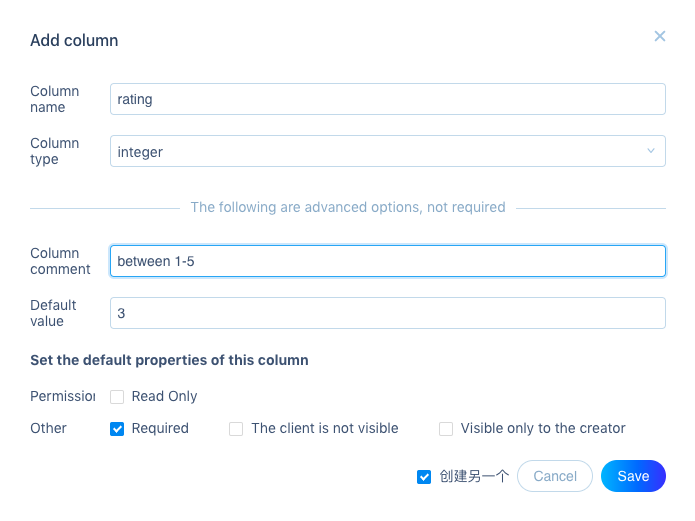 Add column
Column name
rating
Column type
integer
The following are advanced options, not required
Column comment
between 1-5
Default value
3
Set the default properties of this column
Permission Read Only
Other Required The client is not visible Visible only to the creator
创建另一个 Cancel Save